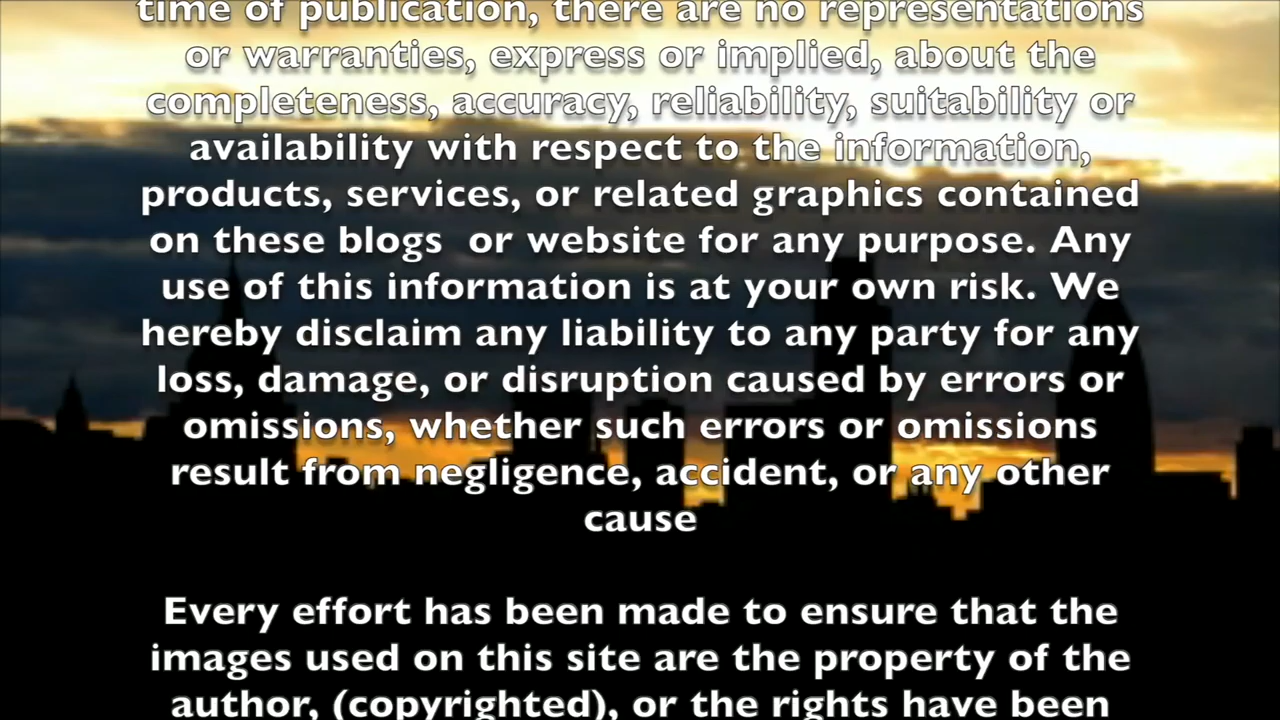 time of publication, there are no representations
or warranties, express or implied, about the
completeness, accuracy, reliability, suitability or
availability with respect to the information,
products, services, or related graphics contained
on these blogs  or website for any purpose. Any
use of this information is at your own risk. We
hereby disclaim any liability to any party for any
loss, damage, or disruption caused by errors or
omissions, whether such errors or omissions
result from negligence, accident, or any other
cause
Every effort has been made to ensure that the
images used on this site are the property of the
author, (copyrighted), or the rights have been